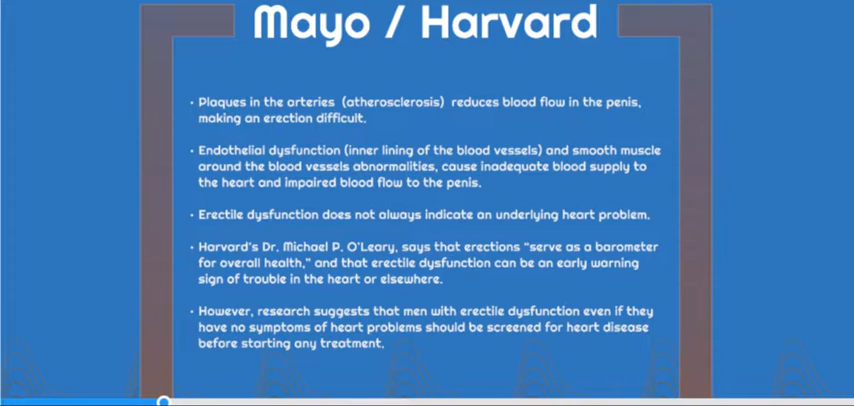 Mayo / Harvard
• Plaques in the arteries (atherosclerosis) reduces blood flow in the penis,
making an erection difficult.
• Endothelial dysfunction (inner lining of the blood vessels) and smooth muscle
around the blood vessels abnormalities, cause inadequate blood supply to
the heart and impaired blood flow to the penis.
• Erectile dysfunction does not always indicate an underlying heart problem.
• Harvard's Dr. Michael P. O'Leary, says that erections "serve as a barometer
for overall health," and that erectile dysfunction can be an early warning
sign of trouble in the heart or elsewhere.
• However, research suggests that men with erectile dysfunction even if they
have no symptoms of heart problems should be screened for heart disease
before starting any treatment.